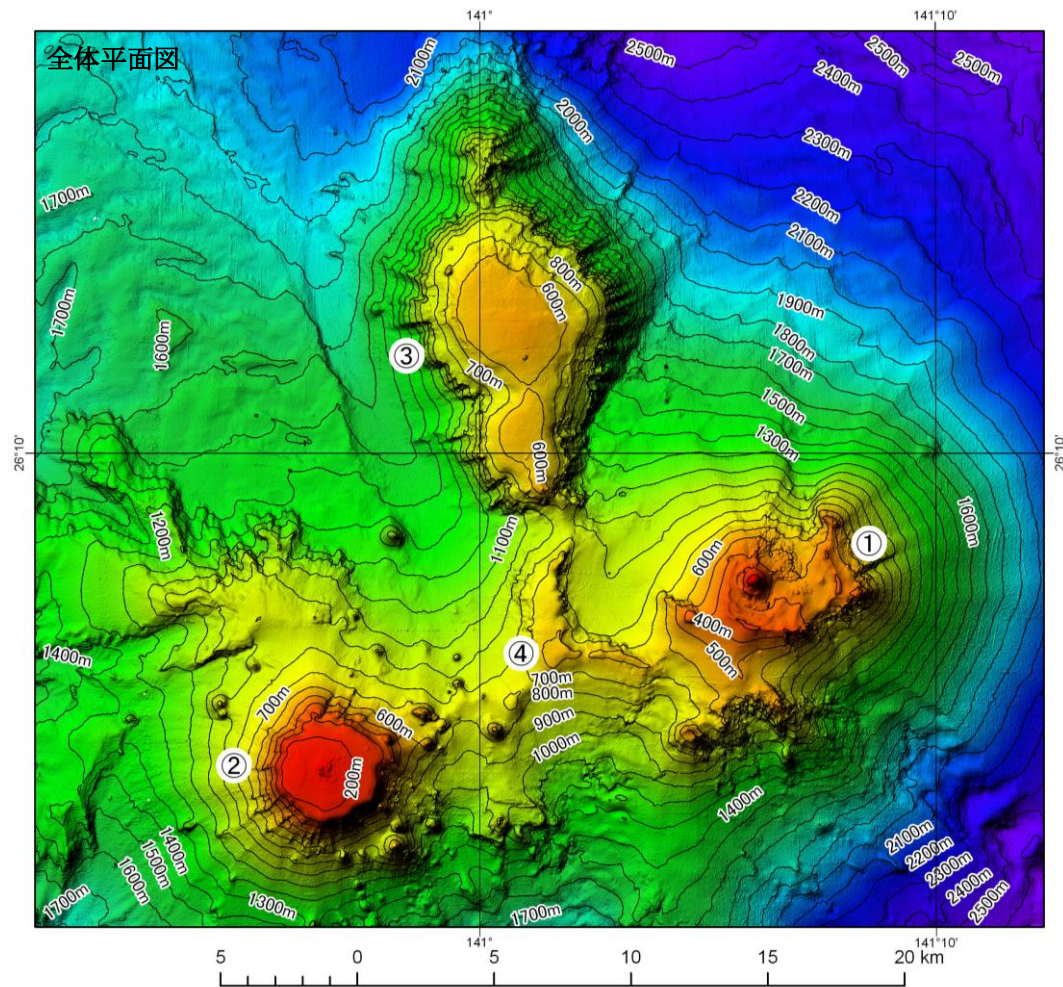 141°
141°10'
全体平面図
2100m
2500m
2500m
2500m
2400m
2000m
2300m
1700m
2200m
2100m
800m
1700m
600m
1900m
1600m
1800m
③
1700m
700m
1500m
1300m
26°10'
26°10'
600m
1200m
1600m
1100m
①
600m
400m
1400m
④
500m
700m
700m
800m
600m
900m
②
1000m
200m
1400m
1400m
2100m
1500m
2200m
1600m
2300m
2400m
1700m
1300m
1700m
2500m
141°
141°10'
5 0 5 10 15 20 km